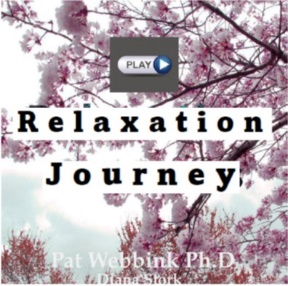 PLAY
Relaxation
Journey
Pat Webbink Ph.D.
Diana Stork